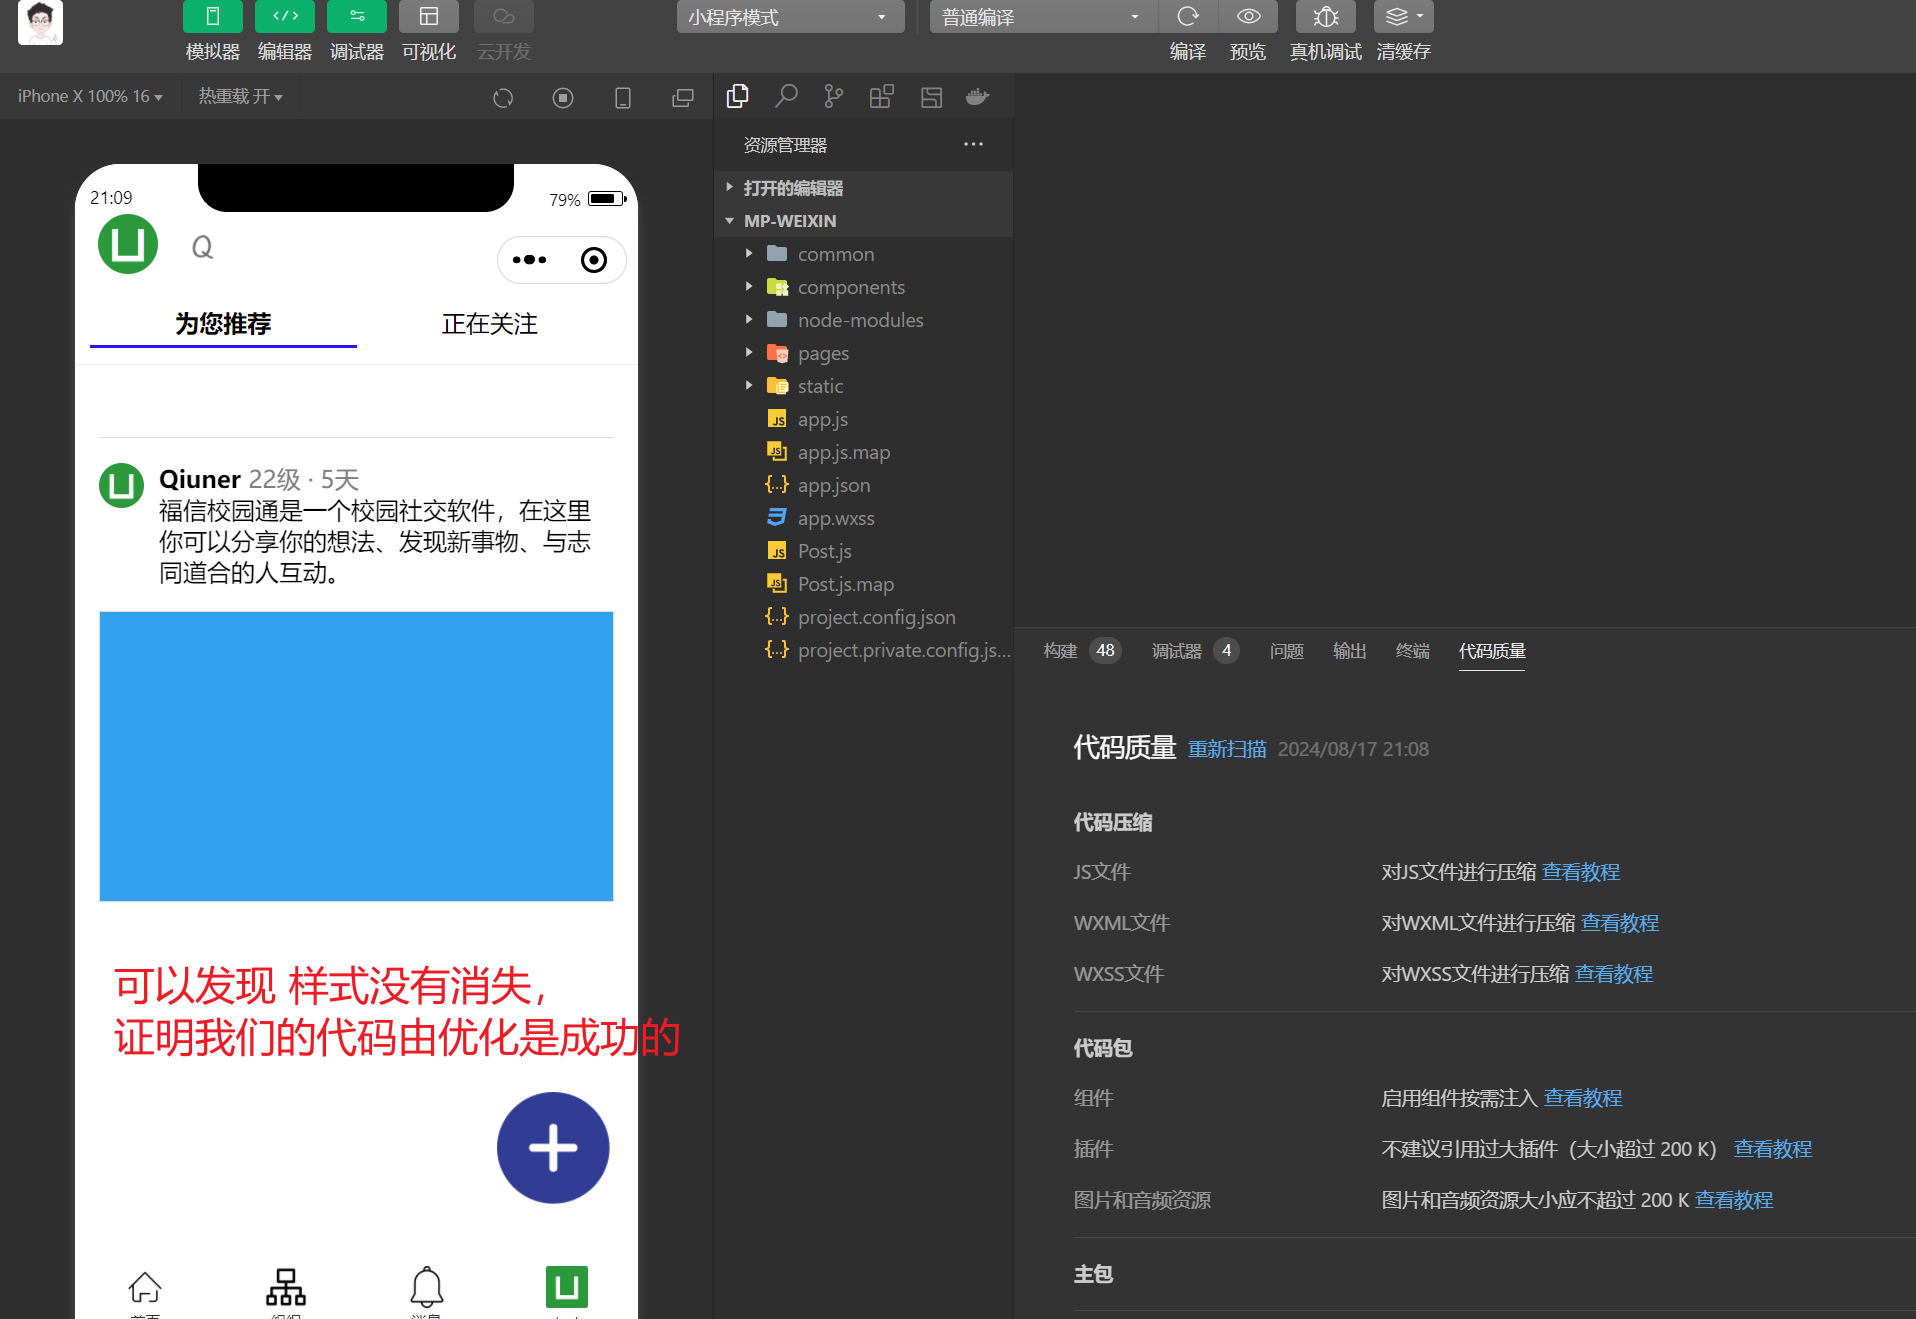 模拟器
编辑器
调试器
可视化
云开发
小程序模式
普通编译
编译
预览
真机调试
清缓存
iPhone X 100% 16
热重载 开
资源管理器
打开的编辑器
MP-WEIXIN
common
components
node-modules
pages
static
app.js
app.js.map
app.json
app.wxss
Post.js
Post.js.map
project.config.json
project.private.config.js...
21:09
79%
为您推荐
正在关注
Qiuner 22级 · 5天
福信校园通是一个校园社交软件，在这里
你可以分享你的想法、发现新事物、与志
同道合的人互动。
可以发现 样式没有消失，
证明我们的代码由优化是成功的
构建 48
调试器 4
问题
输出
终端
代码质量
代码质量 重新扫描 2024/08/17 21:08
代码压缩
JS文件 对JS文件进行压缩 查看教程
WXML文件 对WXML文件进行压缩 查看教程
WXSS文件 对WXSS文件进行压缩 查看教程
代码包
组件 启用组件按需注入 查看教程
插件 不建议引用过大插件（大小超过 200 K） 查看教程
图片和音频资源 图片和音频资源大小应不超过 200 K 查看教程
主包